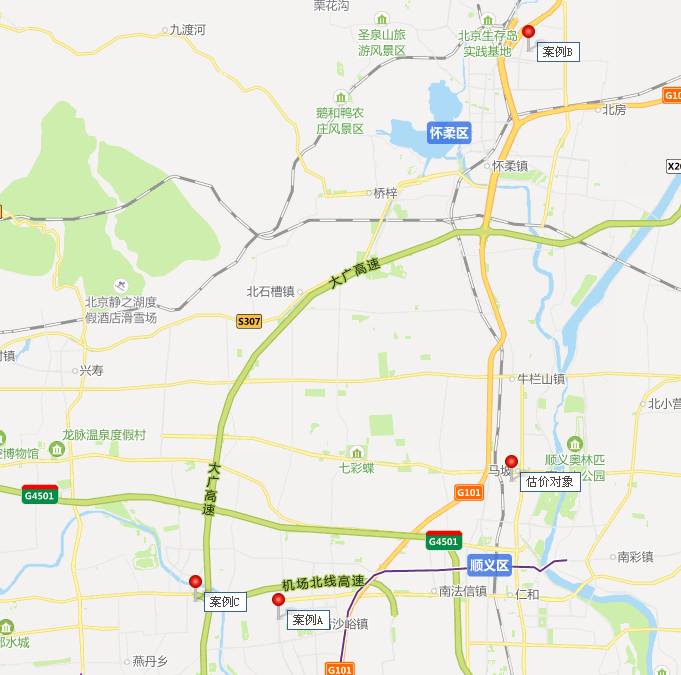 栗花沟
九渡河
圣泉山旅
游风景区
北京生存岛
实践基地
案例B
鹅和鸭农
庄风景区
怀柔区
北房
怀柔镇
桥梓
大广高速
北石槽镇
北京静之湖度
假酒店滑雪场
S307
兴寿
牛栏山镇
北小营
龙脉温泉度假村
博物馆
七彩蝶
顺义奥林匹
公园
马坡
估价对象
大广高速
G4501
G101
G4501
顺义区
南彩镇
机场北线高速
南法信镇
仁和
案例C
案例A
沙峪镇
水城
燕丹乡
G101